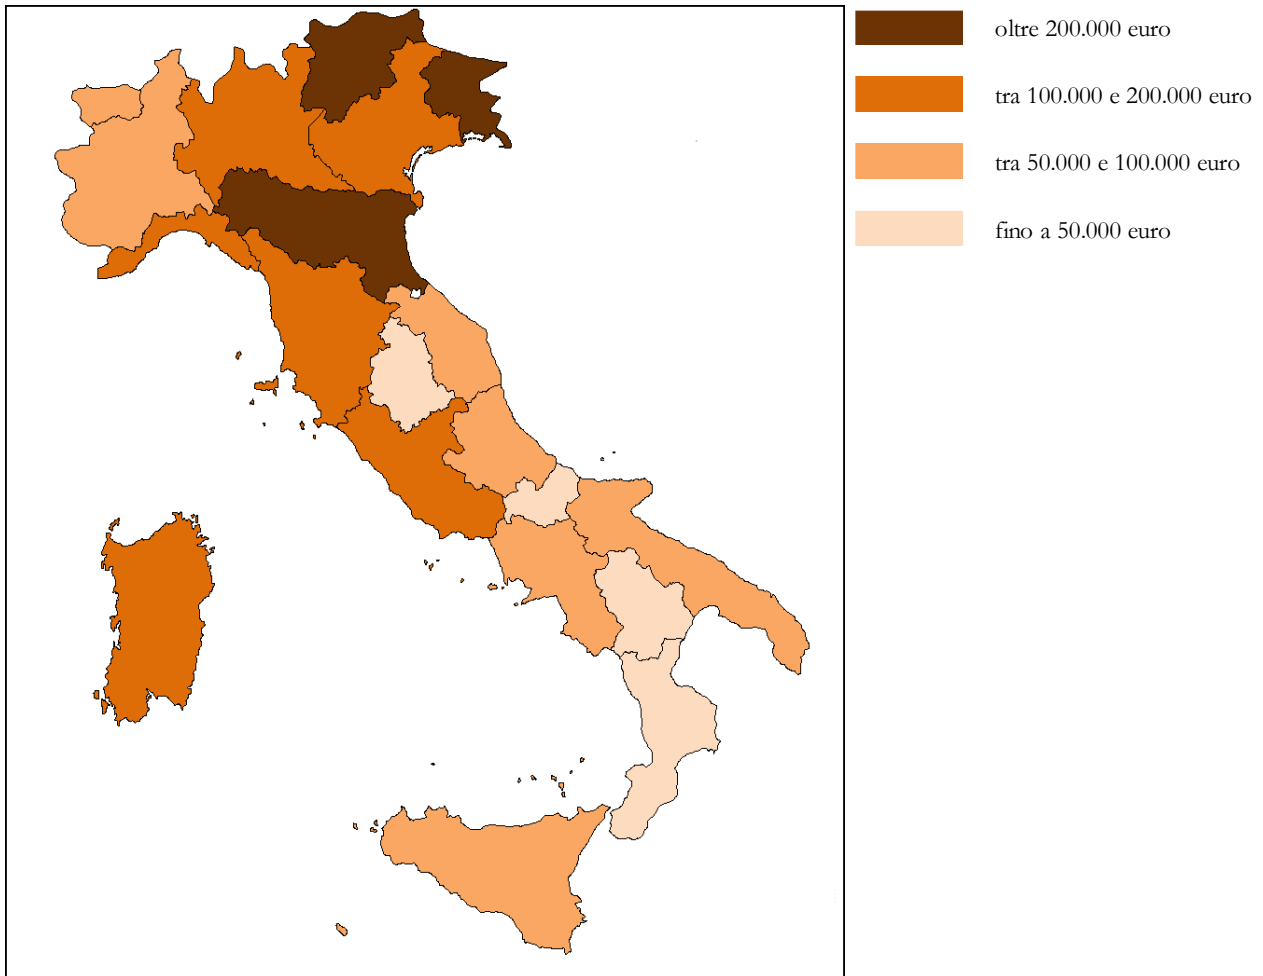 oltre 200.000 euro
tra 100.000 e 200.000 euro
tra 50.000 e 100.000 euro
fino a 50.000 euro